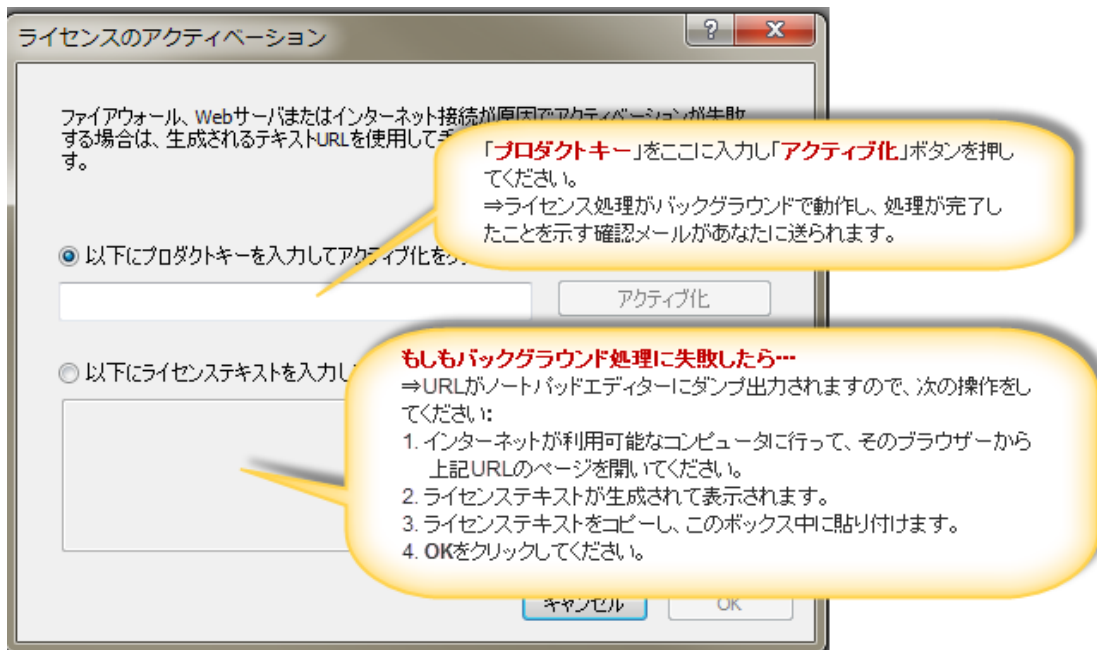 ライセンスのアクティベーション
ファイアウォール、Webサーバまたはインターネット接続が原因でアクティベーションが失敗
する場合は、生成されるテキストURLを使用して
す。
「プロダクトキー」をここに入力し「アクティブ化」ボタンを押し
てください。
⇒ライセンス処理がバックグラウンドで動作し、処理が完了し
たことを示す確認メールがあなたに送られます。
以下にプロダクトキーを入力してアクティブ化を
アクティブ化
以下にライセンステキストを入力し
もしもバックグラウンド処理に失敗したら…
⇒URLがノートパッドエディターにダンプ出力されますので、次の操作をし
てください:
1. インターネットが利用可能なコンピュータに行って、そのブラウザーから
上記URLのページを開いてください。
2. ライセンステキストが生成されて表示されます。
3. ライセンステキストをコピーし、このボックス中に貼り付けます。
4. OKをクリックしてください。
キャンセル
OK